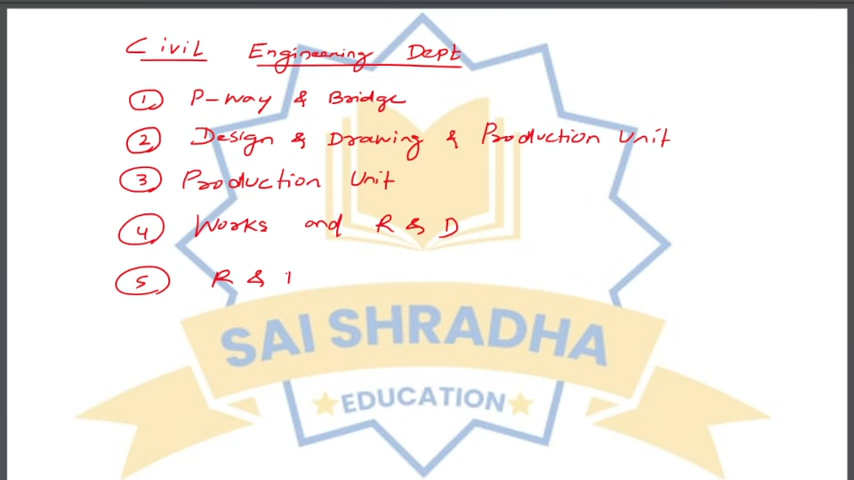 Civil Engineering Dept
1 P-way & Bridge
2 Design & Drawing & Production Unit
3 Production Unit
4 Works and R & D
5 R &
SAI SHRADHA
EDUCATION